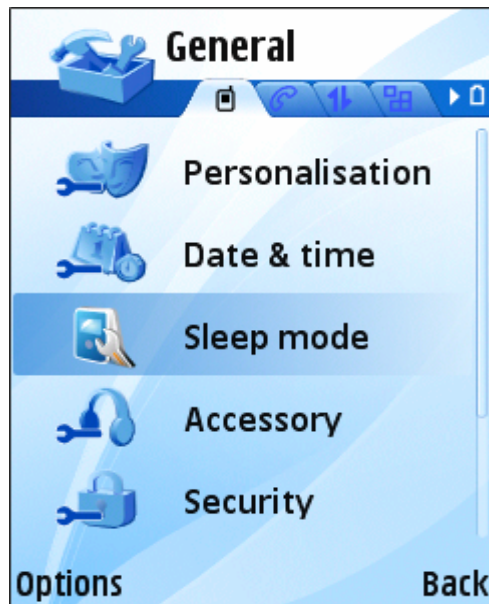 General
Personalisation
Date & time
Sleep mode
Accessory
Security
Options Back